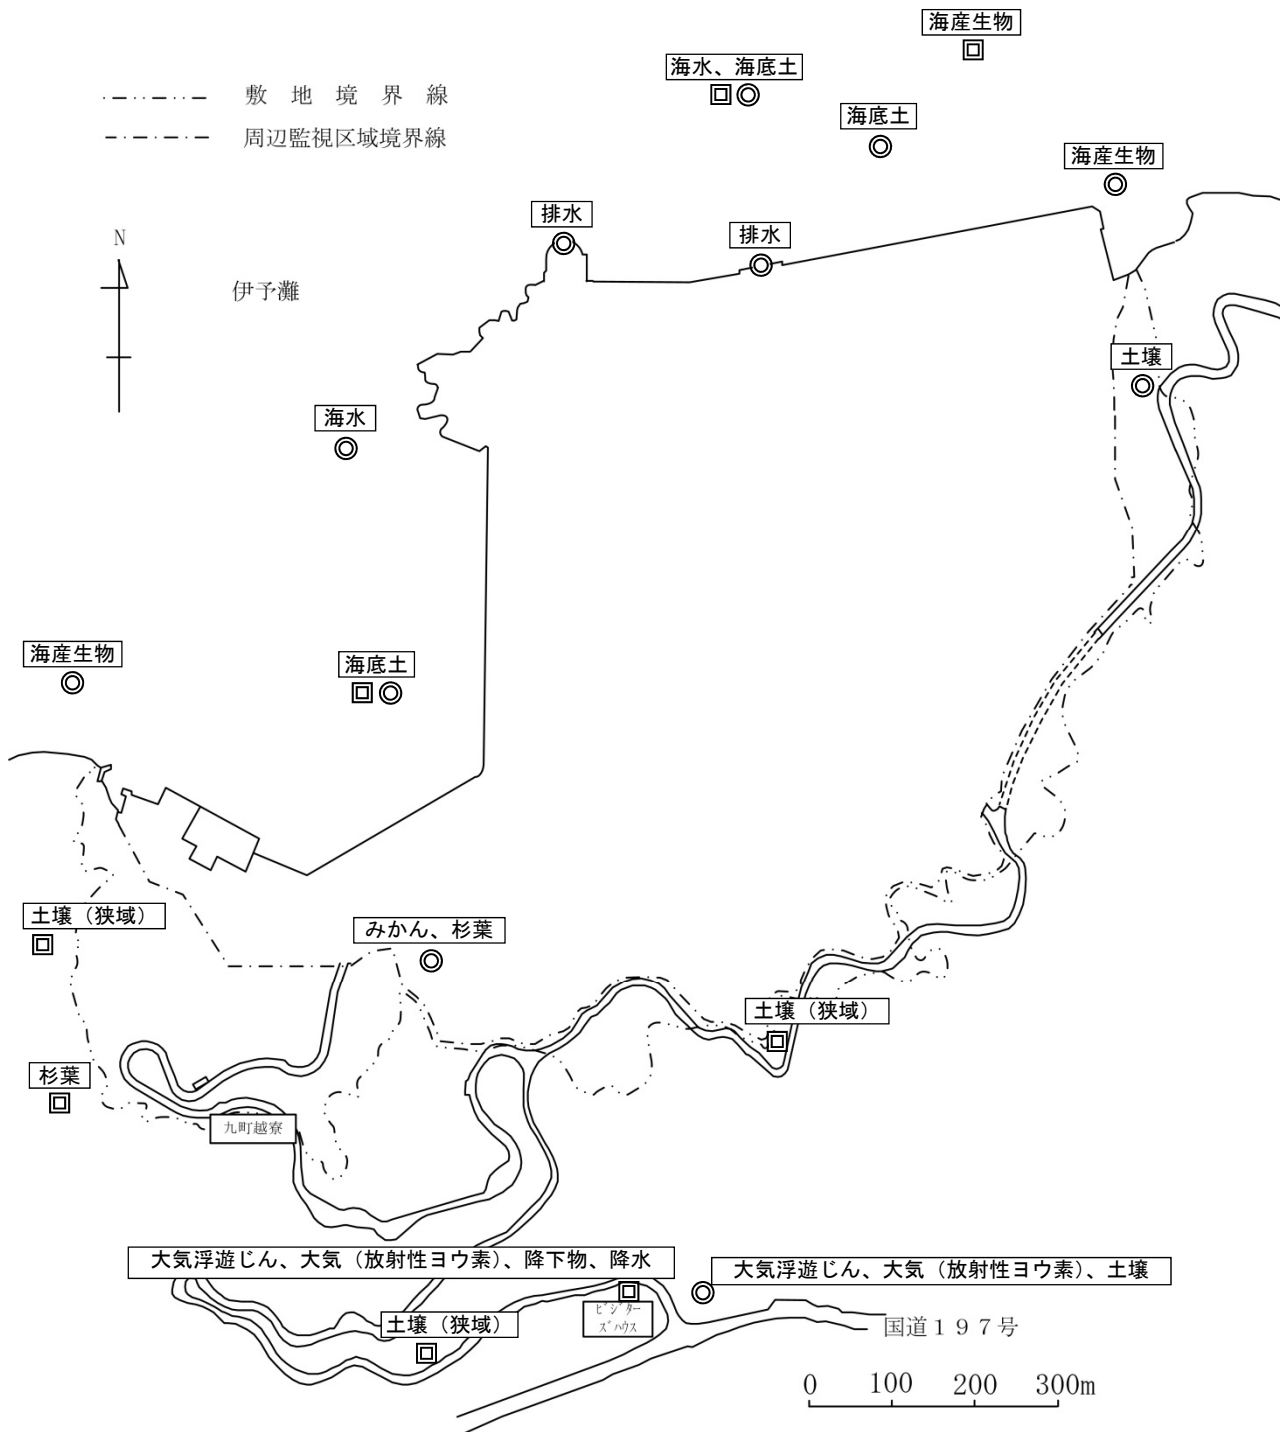 海産生物
海水、海底土
敷地境界線
海底土
周辺監視区域境界線
海産生物
排水
排水
N
伊予灘
土壌
海水
海産生物
海底土
土壌（狭域）
みかん、杉葉
土壌（狭域）
杉葉
九町越寮
大気浮遊じん、大気（放射性ヨウ素）、降下物、降水
大気浮遊じん、大気（放射性ヨウ素）、土壌
ビジター
ズハウス
土壌（狭域）
国道１９７号
0 100 200 300m